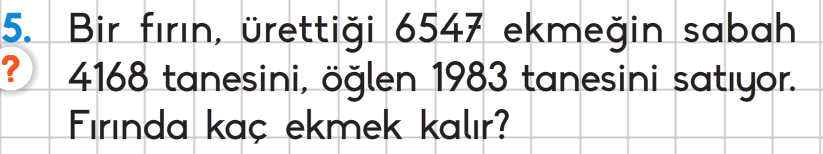 5. Bir fırın, ürettiği 6547 ekmeğin sabah
? 4168 tanesini, öğlen 1983 tanesini satıyor.
Fırında kaç ekmek kalır?